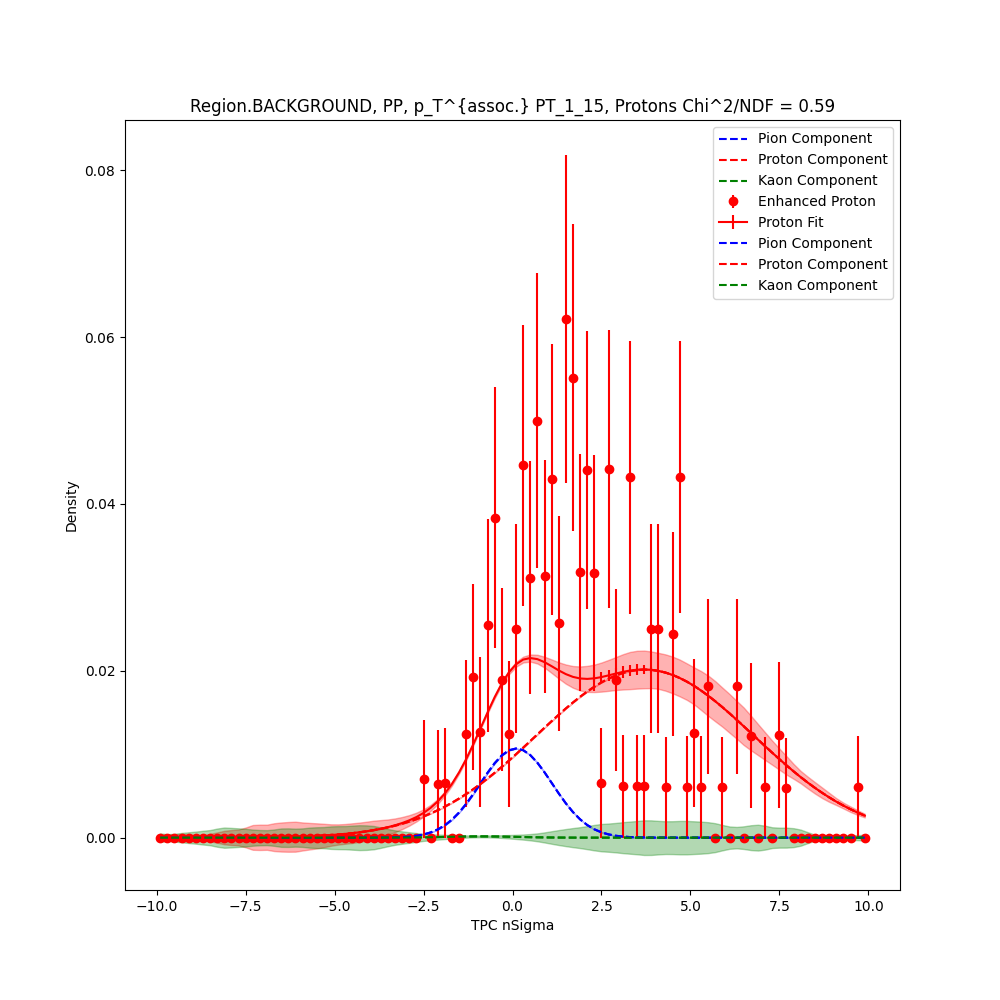 Region.BACKGROUND, PP, p_T^{assoc.} PT_1_15, Protons Chi^2/NDF = 0.59
Pion Component
Proton Component
Kaon Component
Enhanced Proton
Proton Fit
Pion Component
Proton Component
Kaon Component
0.08
0.06
0.04
0.02
0.00
Density
−10.0 −7.5 −5.0 −2.5 0.0 2.5 5.0 7.5 10.0
TPC nSigma